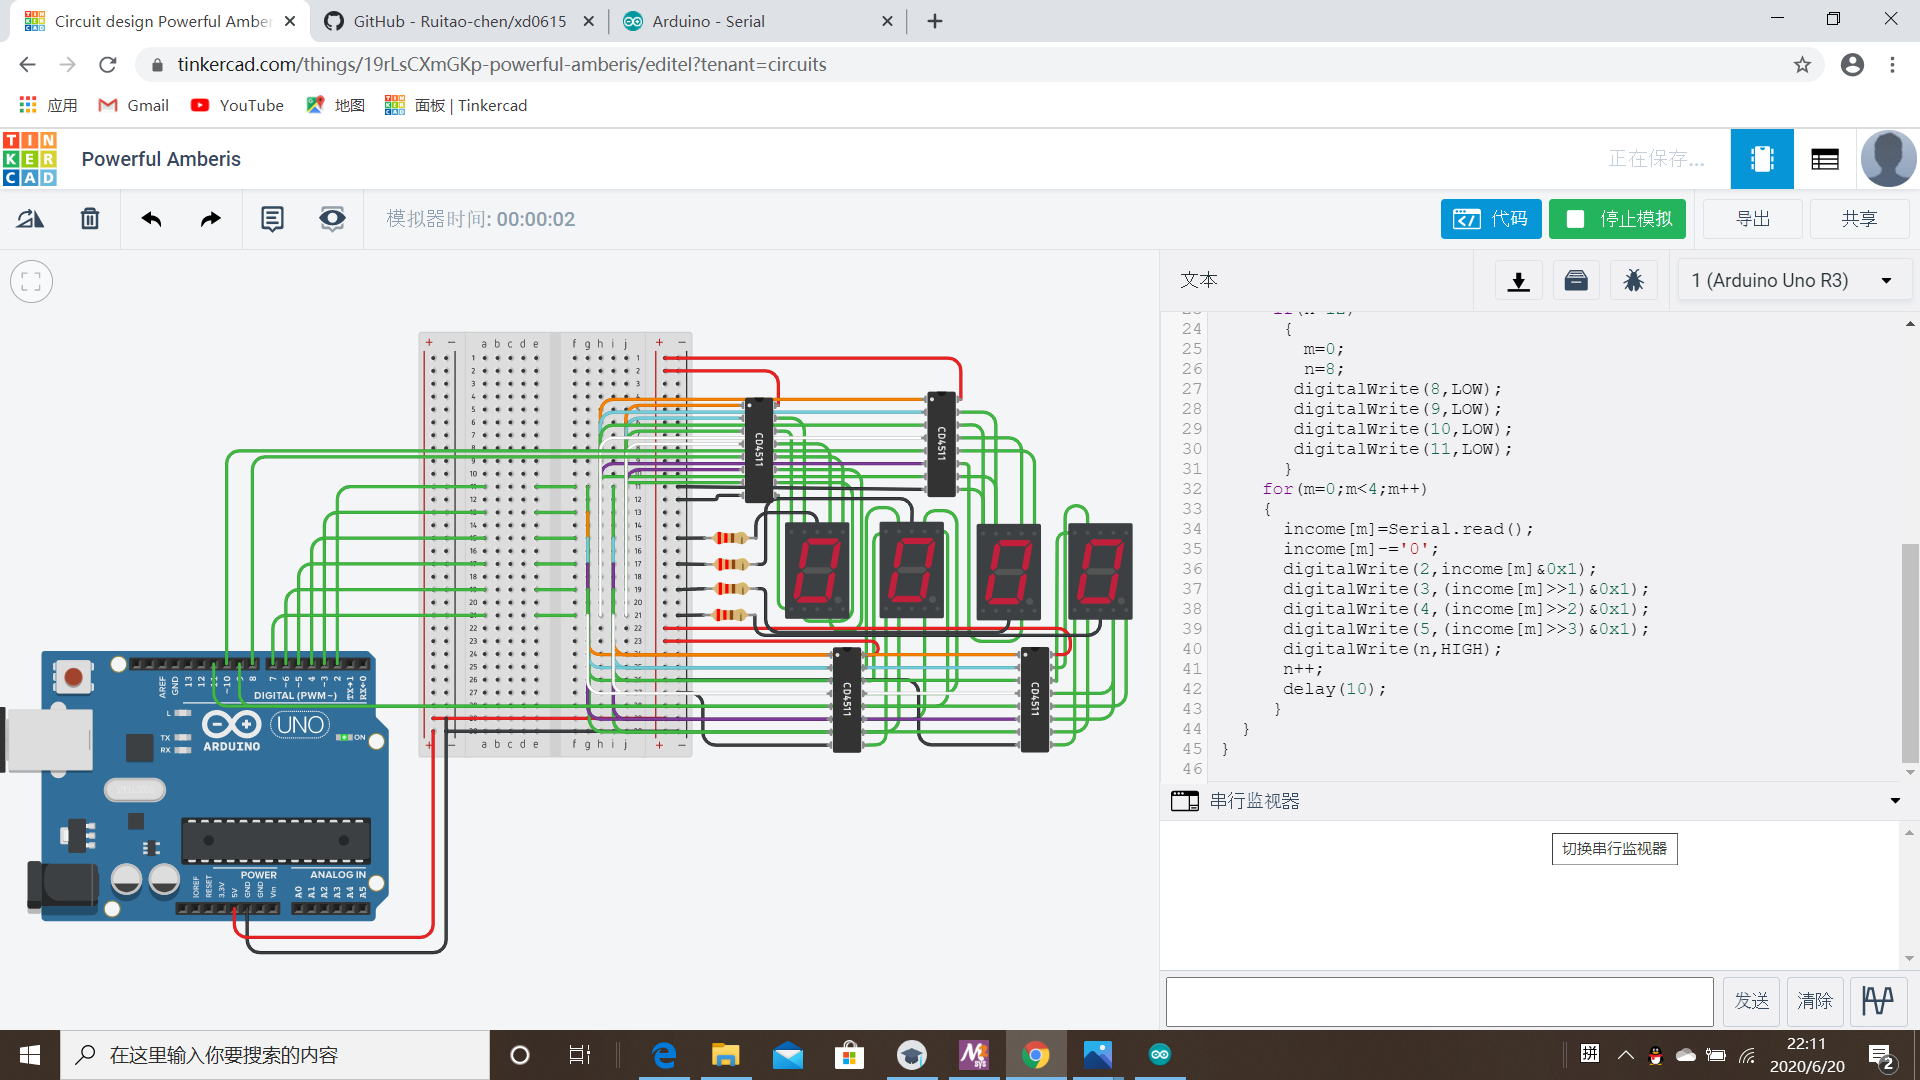 Circuit design Powerful Amber
GitHub - Ruitao-chen/xd0615
Arduino - Serial
tinkercad.com/things/19rLsCXmGKp-powerful-amberis/editel?tenant=circuits
应用
Gmail
YouTube
地图
面板 | Tinkercad
TINKERCAD
Powerful Amberis
正在保存...
模拟器时间: 00:00:02
代码
停止模拟
导出
共享
文本
1 (Arduino Uno R3)
24 {
25 m=0;
26 n=8;
27 digitalWrite(8,LOW);
28 digitalWrite(9,LOW);
29 digitalWrite(10,LOW);
30 digitalWrite(11,LOW);
31 }
32 for(m=0;m<4;m++)
33 {
34 income[m]=Serial.read();
35 income[m]-='0';
36 digitalWrite(2,income[m]&0x1);
37 digitalWrite(3,(income[m]>>1)&0x1);
38 digitalWrite(4,(income[m]>>2)&0x1);
39 digitalWrite(5,(income[m]>>3)&0x1);
40 digitalWrite(n,HIGH);
41 n++;
42 delay(10);
43 }
44 }
45 }
46
串行监视器
切换串行监视器
发送
清除
a b c d e
f g h i j
CD4511
CD4511
CD4511
CD4511
a b c d e
f g h i j
AREF
GND
13
12
~10
8
7
~6
~5
4
~3
2
TX→1
RX←0
DIGITAL (PWM~)
L
TX
RX
ARDUINO
UNO
ON
POWER
ANALOG IN
IOREF
RESET
3.3V
5V
GND
GND
Vin
A0
A1
A2
A3
A4
A5
在这里输入你要搜索的内容
拼
22:11
2020/6/20
2